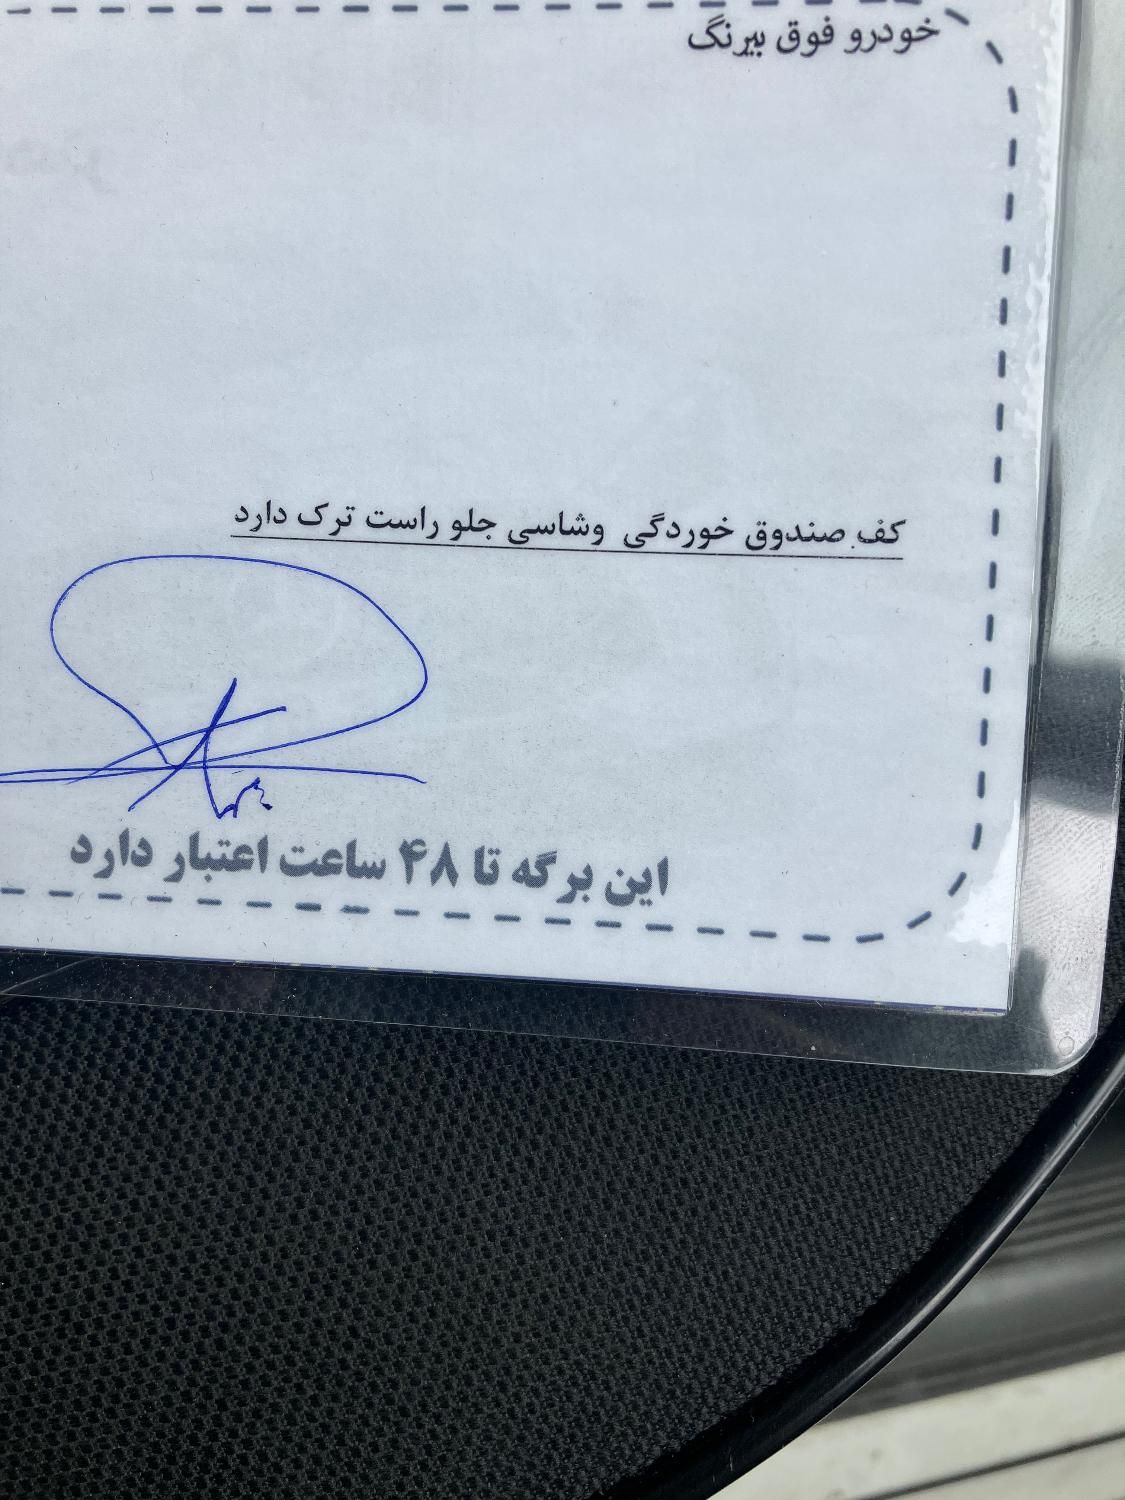 خودرو فوق بیرنگ
کف صندوق خوردگی وشاسی جلو راست ترک دارد
این برگه تا ۴۸ ساعت اعتبار دارد